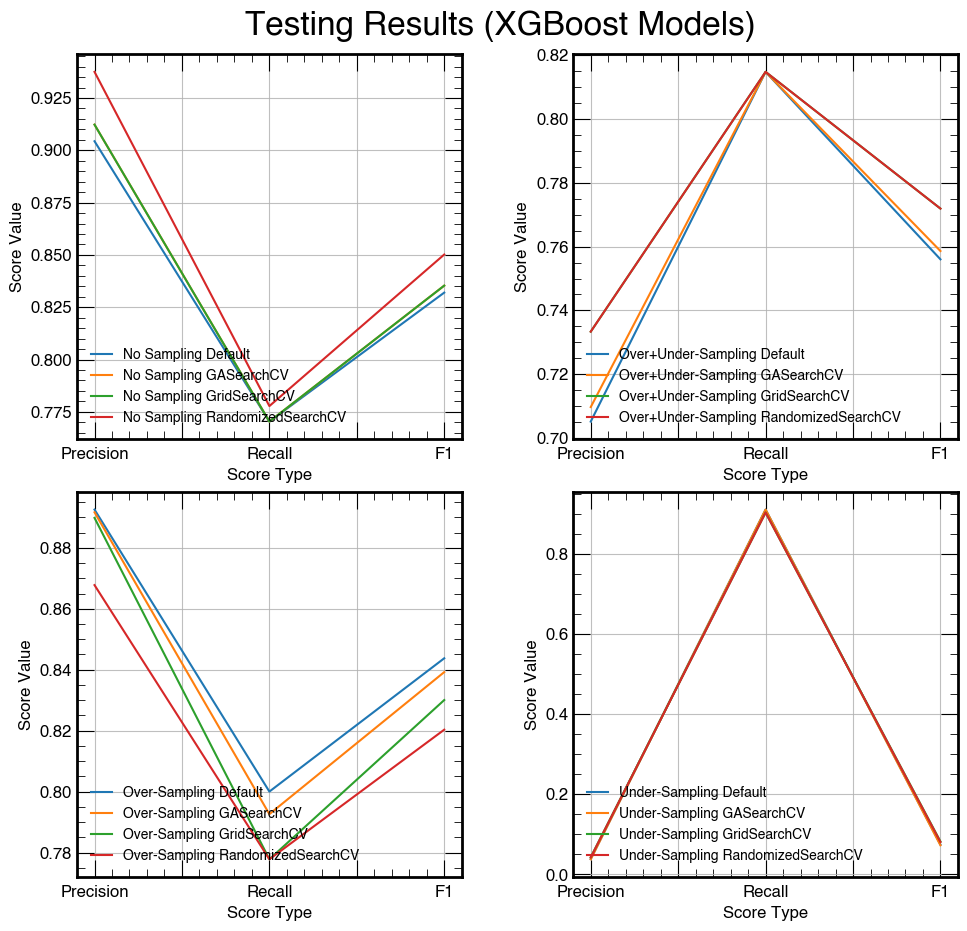 Testing Results (XGBoost Models)
0.925
0.900
0.875
0.850
0.825
0.800
0.775
Score Value
No Sampling Default
No Sampling GASearchCV
No Sampling GridSearchCV
No Sampling RandomizedSearchCV
Precision Recall F1
Score Type
0.82
0.80
0.78
0.76
0.74
0.72
0.70
Score Value
Over+Under-Sampling Default
Over+Under-Sampling GASearchCV
Over+Under-Sampling GridSearchCV
Over+Under-Sampling RandomizedSearchCV
Precision Recall F1
Score Type
0.88
0.86
0.84
0.82
0.80
0.78
Score Value
Over-Sampling Default
Over-Sampling GASearchCV
Over-Sampling GridSearchCV
Over-Sampling RandomizedSearchCV
Precision Recall F1
Score Type
0.8
0.6
0.4
0.2
0.0
Score Value
Under-Sampling Default
Under-Sampling GASearchCV
Under-Sampling GridSearchCV
Under-Sampling RandomizedSearchCV
Precision Recall F1
Score Type